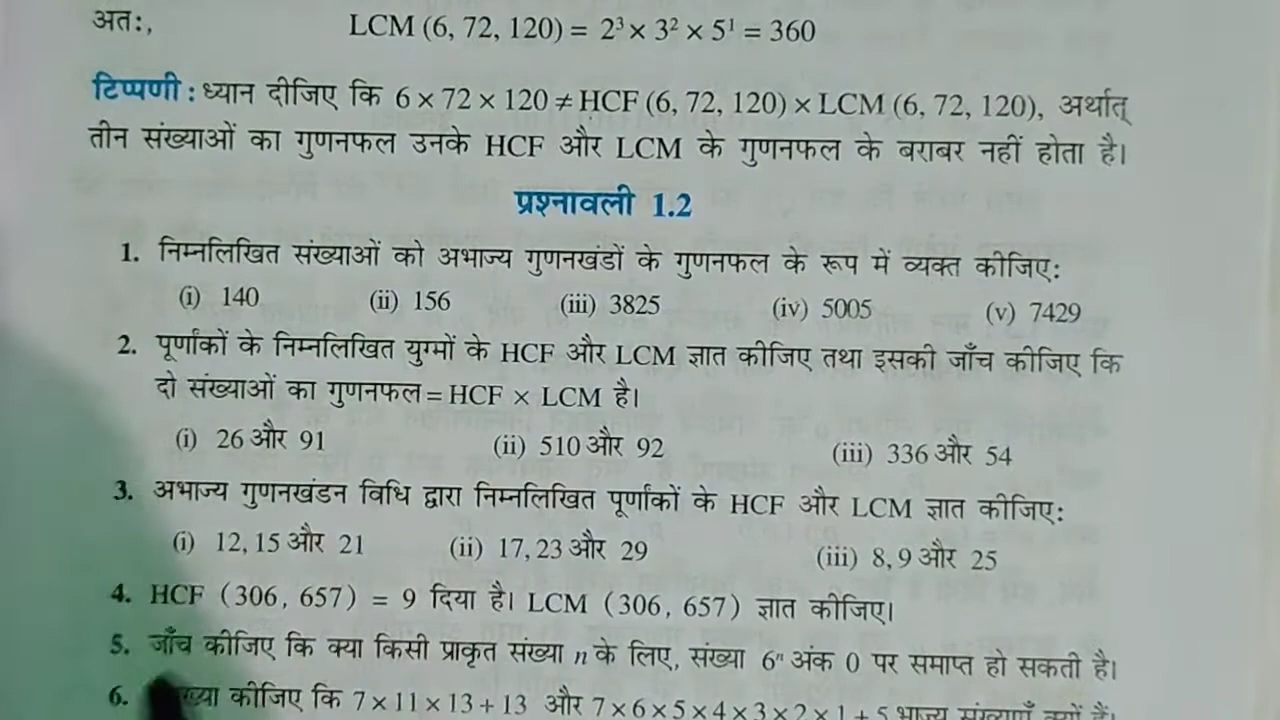 अतः, LCM (6, 72, 120) = 2³ × 3² × 5¹ = 360
टिप्पणी : ध्यान दीजिए कि 6 × 72 × 120 ≠ HCF (6, 72, 120) × LCM (6, 72, 120), अर्थात्
तीन संख्याओं का गुणनफल उनके HCF और LCM के गुणनफल के बराबर नहीं होता है।
प्रश्नावली 1.2
1. निम्नलिखित संख्याओं को अभाज्य गुणनखंडों के गुणनफल के रूप में व्यक्त कीजिए:
(i) 140 (ii) 156 (iii) 3825 (iv) 5005 (v) 7429
2. पूर्णांकों के निम्नलिखित युग्मों के HCF और LCM ज्ञात कीजिए तथा इसकी जाँच कीजिए कि
दो संख्याओं का गुणनफल = HCF × LCM है।
(i) 26 और 91 (ii) 510 और 92 (iii) 336 और 54
3. अभाज्य गुणनखंडन विधि द्वारा निम्नलिखित पूर्णांकों के HCF और LCM ज्ञात कीजिए:
(i) 12, 15 और 21 (ii) 17, 23 और 29 (iii) 8, 9 और 25
4. HCF (306, 657) = 9 दिया है। LCM (306, 657) ज्ञात कीजिए।
5. जाँच कीजिए कि क्या किसी प्राकृत संख्या n के लिए, संख्या 6ⁿ अंक 0 पर समाप्त हो सकती है।
6. कीजिए कि 7 × 11 × 13 + 13 और 7 × 6 × 5 × 4 × 3 × 2 × 1 + 5 भाज्य संख्याएँ क्यों हैं।